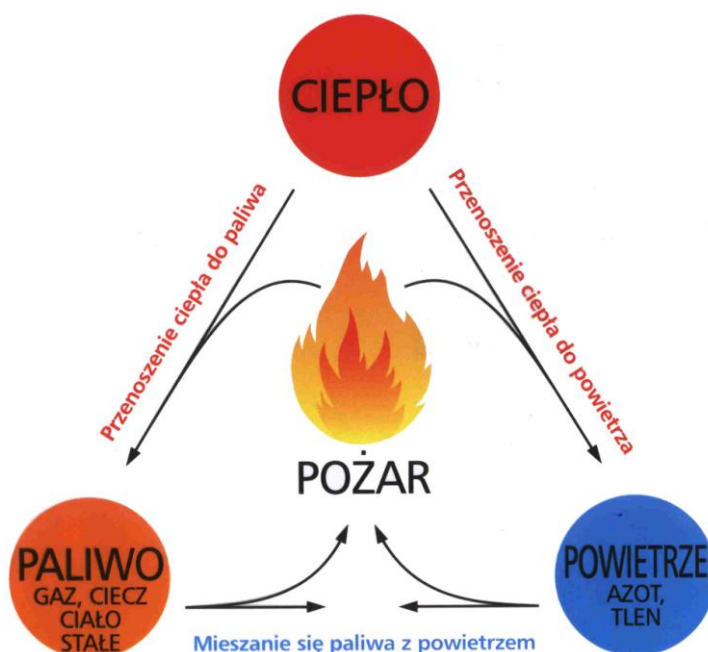 CIEPŁO
Przenoszenie ciepła do paliwa
Przenoszenie ciepła do powietrza
POŻAR
PALIWO
GAZ, CIECZ
CIAŁO
STAŁE
POWIETRZE
AZOT,
TLEN
Mieszanie się paliwa z powietrzem